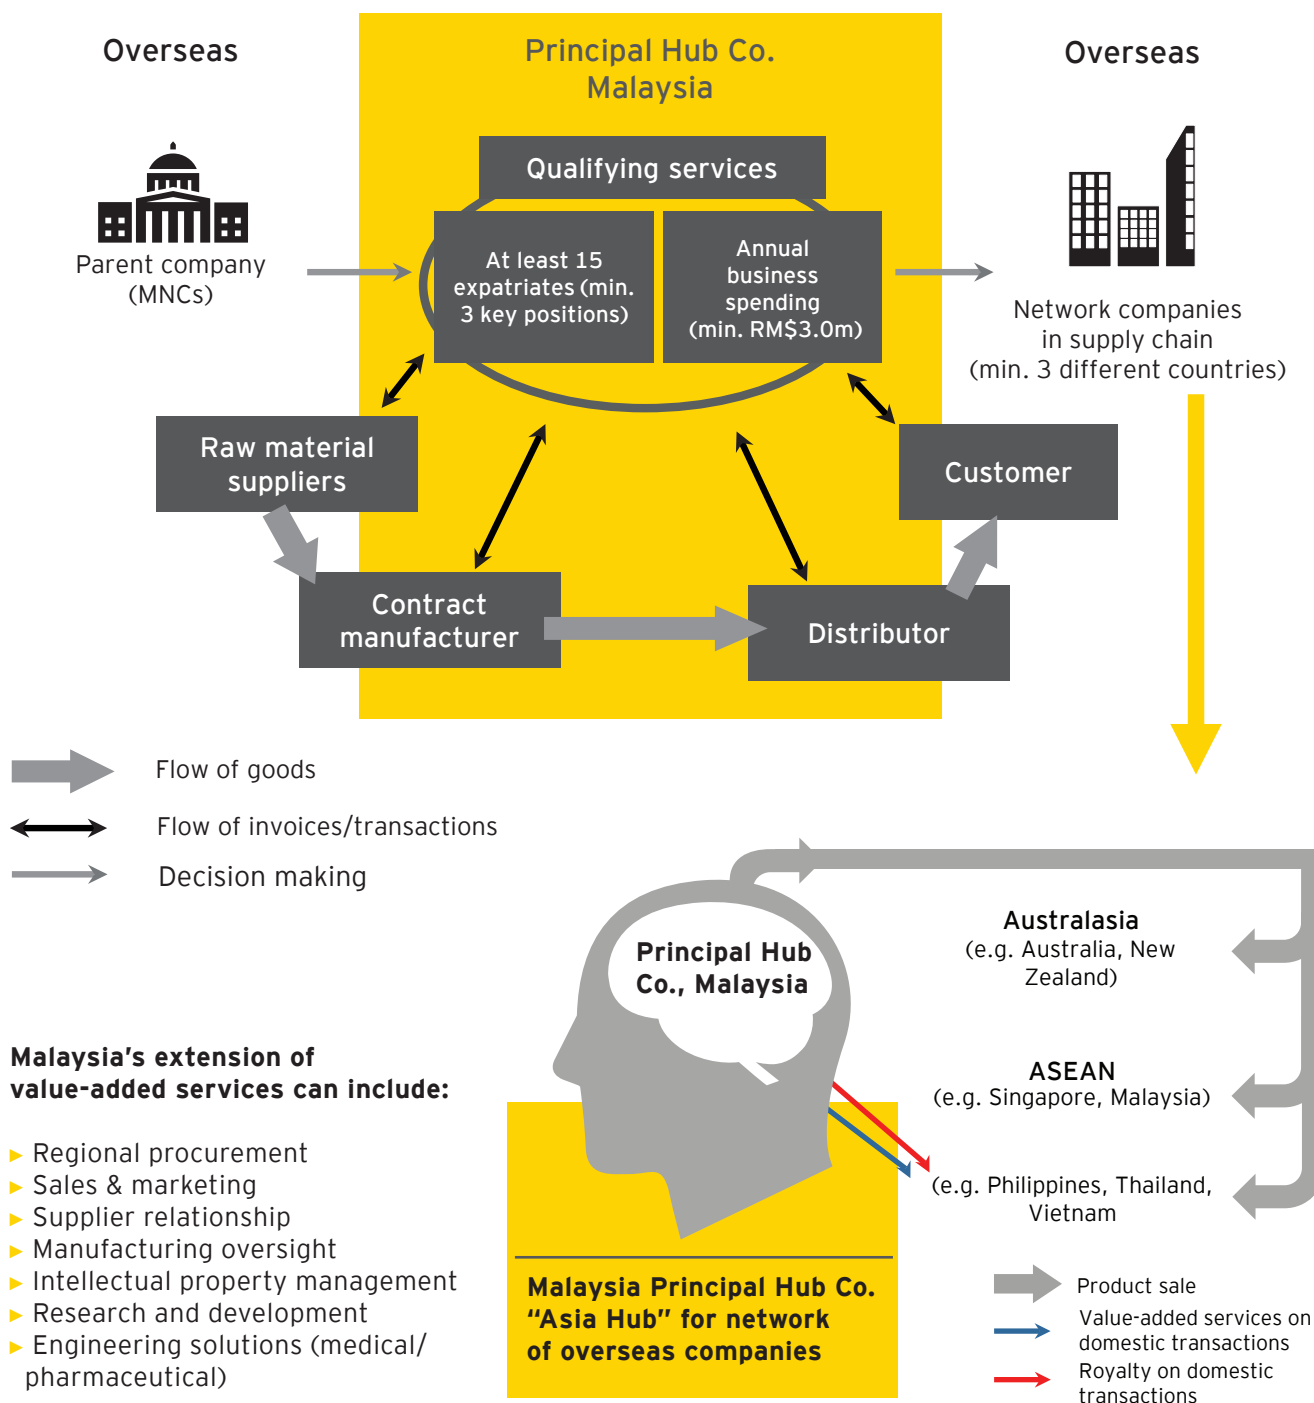 Overseas
Principal Hub Co.
Malaysia
Overseas
Qualifying services
Parent company
(MNCs)
At least 15
expatriates (min.
3 key positions)
Annual
business
spending
(min. RM$3.0m)
Network companies
in supply chain
(min. 3 different countries)
Raw material
suppliers
Customer
Contract
manufacturer
Distributor
Flow of goods
Flow of invoices/transactions
Decision making
Principal Hub
Co., Malaysia
Australasia
(e.g. Australia, New
Zealand)
ASEAN
(e.g. Singapore, Malaysia)
(e.g. Philippines, Thailand,
Vietnam
Malaysia's extension of
value-added services can include:
► Regional procurement
► Sales & marketing
► Supplier relationship
► Manufacturing oversight
► Intellectual property management
► Research and development
► Engineering solutions (medical/
pharmaceutical)
Malaysia Principal Hub Co.
“Asia Hub” for network
of overseas companies
Product sale
Value-added services on
domestic transactions
Royalty on domestic
transactions